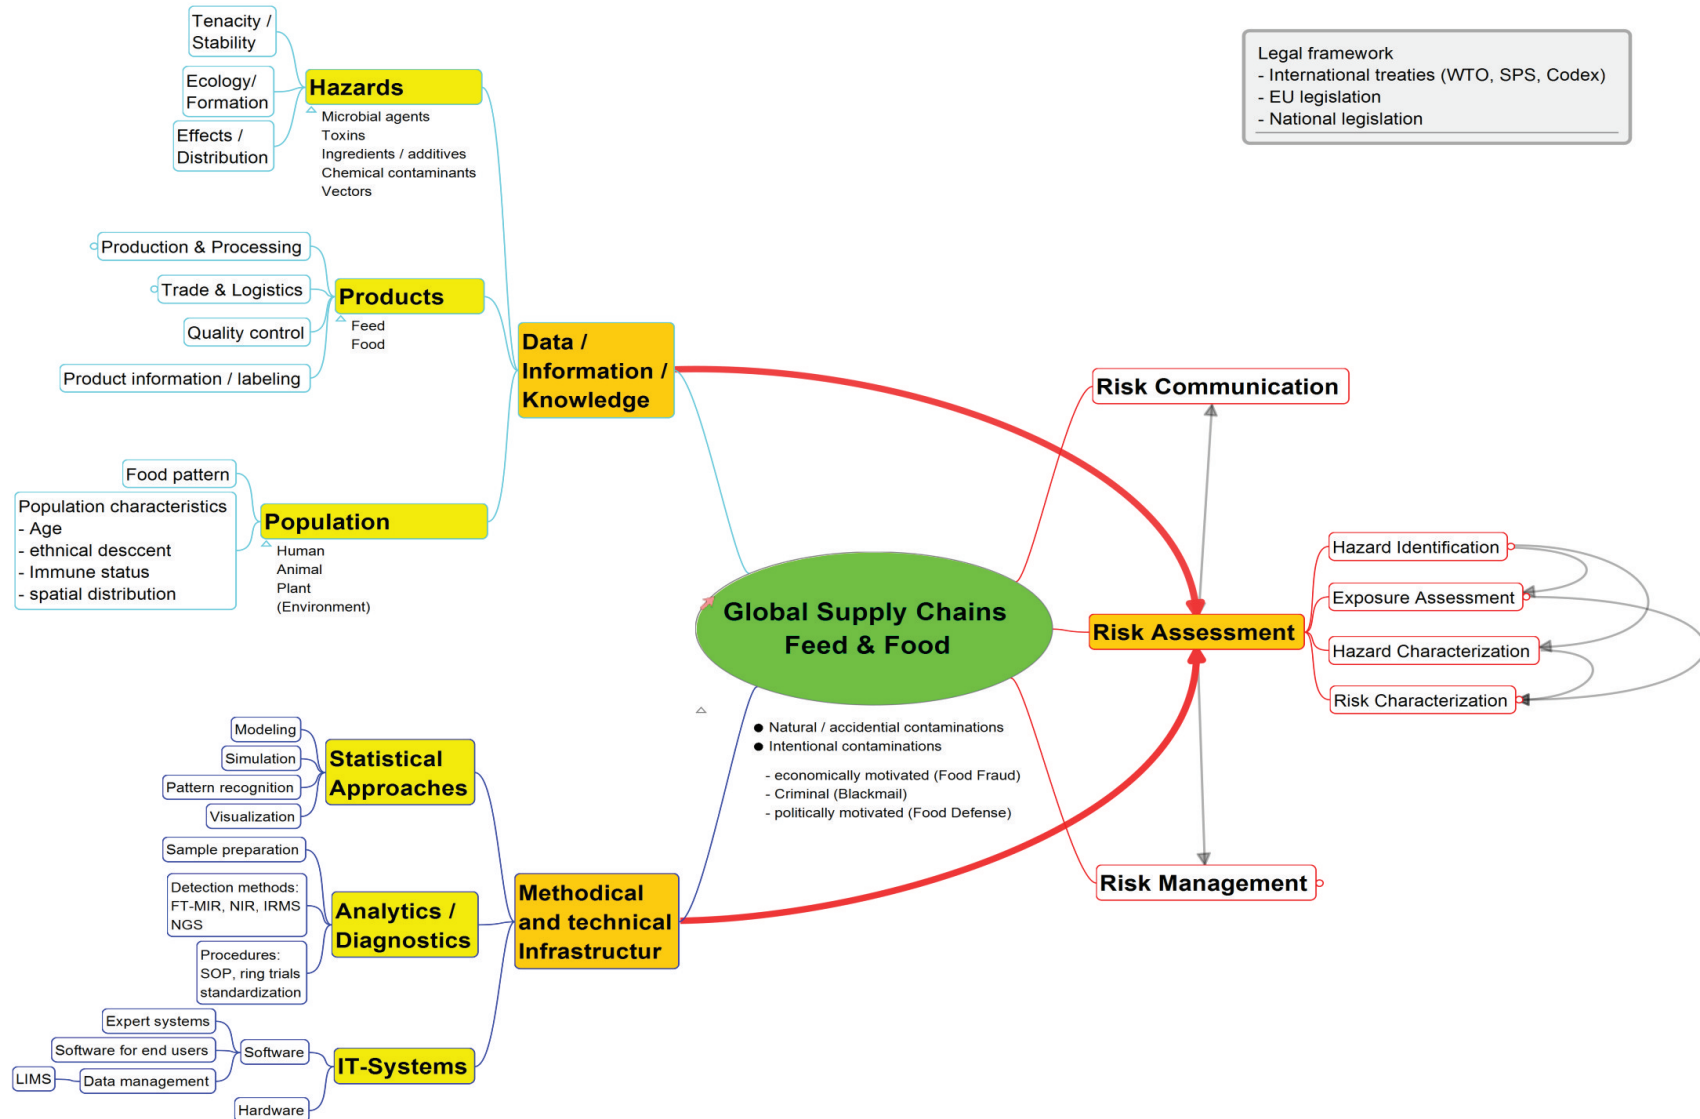 Tenacity /
Stability
Ecology/
Formation
Effects /
Distribution
Hazards
Microbial agents
Toxins
Ingredients / additives
Chemical contaminants
Vectors
Legal framework
- International treaties (WTO, SPS, Codex)
- EU legislation
- National legislation
Production & Processing
Trade & Logistics
Quality control
Product information / labeling
Products
Feed
Food
Data /
Information /
Knowledge
Food pattern
Population characteristics
- Age
- ethnical desccent
- Immune status
- spatial distribution
Population
Human
Animal
Plant
(Environment)
Global Supply Chains
Feed & Food
● Natural / accidential contaminations
● Intentional contaminations
- economically motivated (Food Fraud)
- Criminal (Blackmail)
- politically motivated (Food Defense)
Risk Communication
Risk Assessment
Hazard Identification
Exposure Assessment
Hazard Characterization
Risk Characterization
Risk Management
Modeling
Simulation
Pattern recognition
Visualization
Statistical
Approaches
Sample preparation
Detection methods:
FT-MIR, NIR, IRMS
NGS
Procedures:
SOP, ring trials
standardization
Analytics /
Diagnostics
Methodical
and technical
Infrastructur
Expert systems
Software for end users
LIMS
Data management
Software
Hardware
IT-Systems